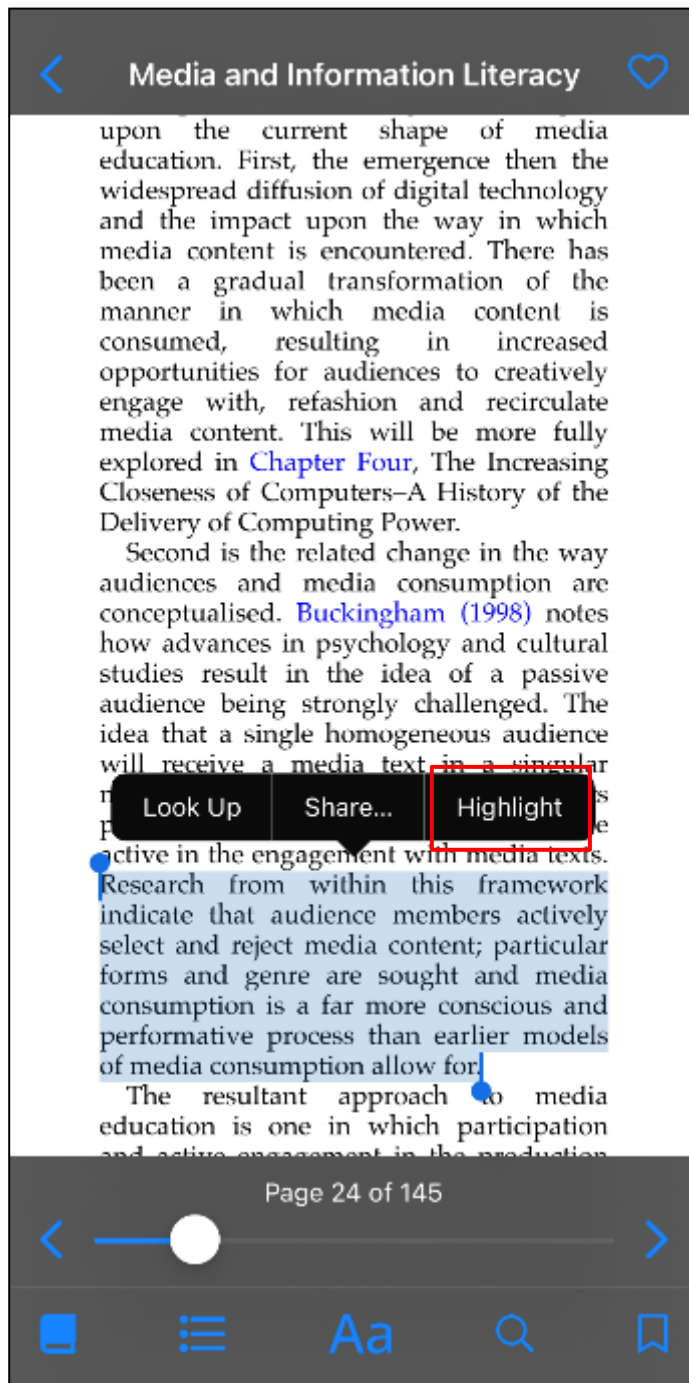 Media and Information Literacy
upon the current shape of media
education. First, the emergence then the
widespread diffusion of digital technology
and the impact upon the way in which
media content is encountered. There has
been a gradual transformation of the
manner in which media content is
consumed, resulting in increased
opportunities for audiences to creatively
engage with, refashion and recirculate
media content. This will be more fully
explored in Chapter Four, The Increasing
Closeness of Computers–A History of the
Delivery of Computing Power.
Second is the related change in the way
audiences and media consumption are
conceptualised. Buckingham (1998) notes
how advances in psychology and cultural
studies result in the idea of a passive
audience being strongly challenged. The
idea that a single homogeneous audience
will receive a media text in a singular
Look Up Share... Highlight
active in the engagement with media texts.
Research from within this framework
indicate that audience members actively
select and reject media content; particular
forms and genre are sought and media
consumption is a far more conscious and
performative process than earlier models
of media consumption allow for.
The resultant approach to media
education is one in which participation
and active engagement in the production
Page 24 of 145
Aa